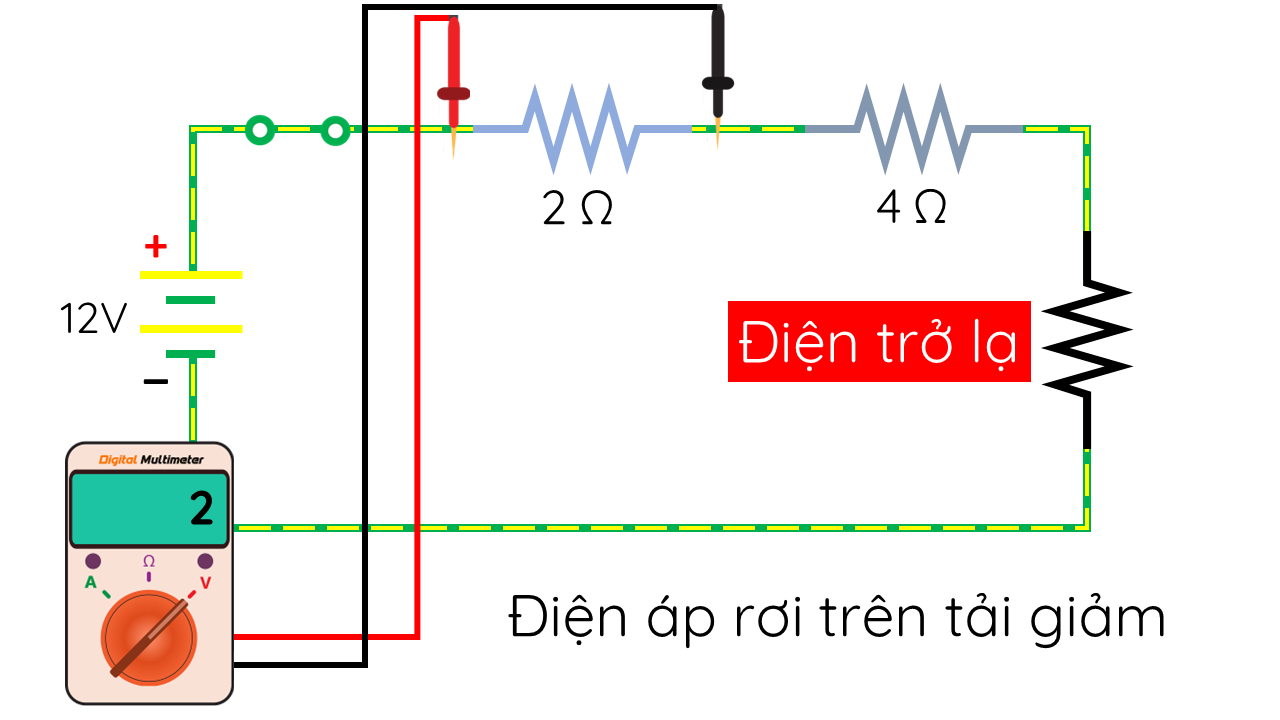 2 Ω
4 Ω
+
12V
Điện trở lạ
−
Digital Multimeter
2
Ω
A
V
Điện áp rơi trên tải giảm